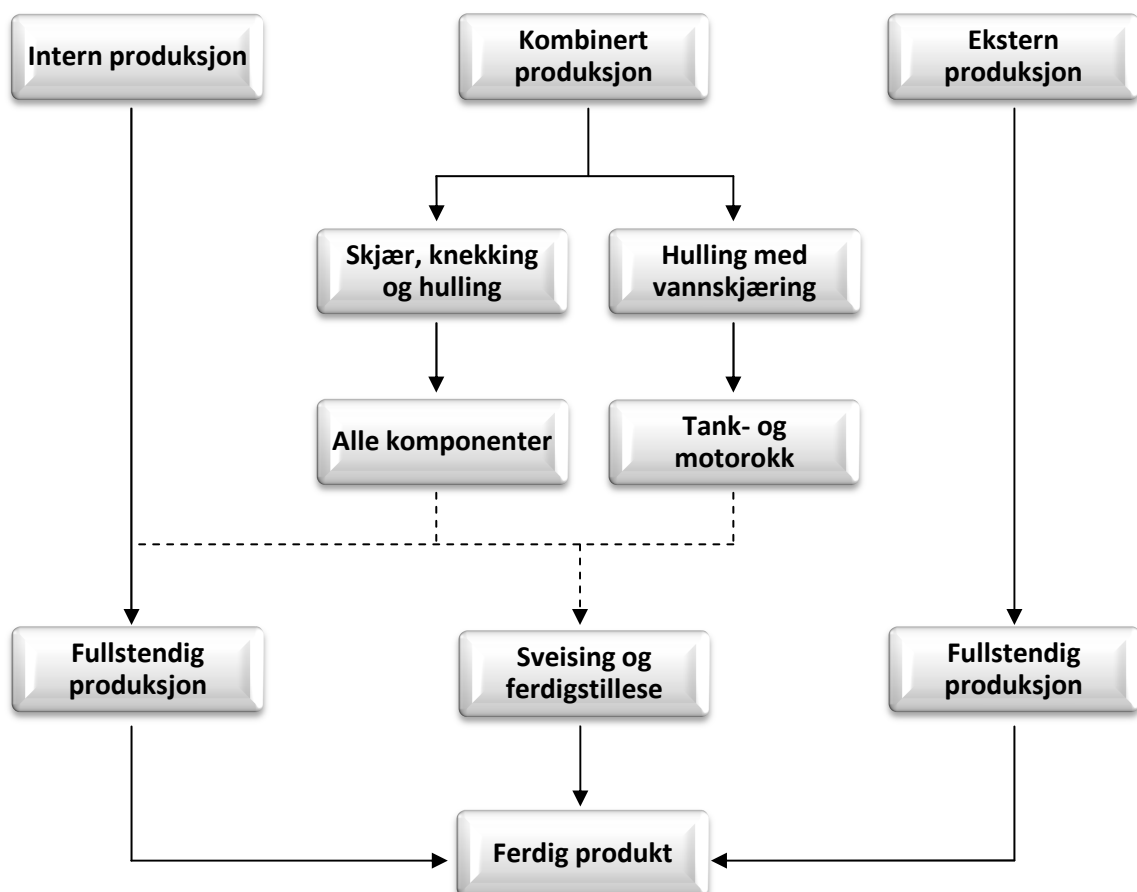 Intern produksjon
Kombinert
produksjon
Ekstern
produksjon
Skjær, knekking
og hulling
Hulling med
vannskjæring
Alle komponenter
Tank- og
motorokk
Fullstendig
produksjon
Sveising og
ferdigstillese
Fullstendig
produksjon
Ferdig produkt